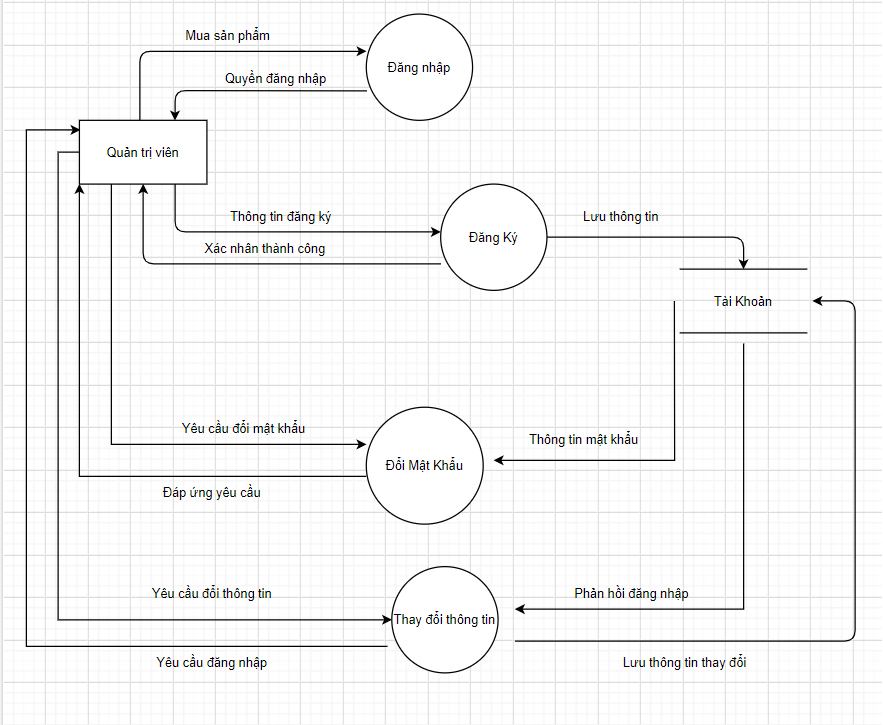 Mua sản phẩm
Đăng nhập
Quyền đăng nhập
Quản trị viên
Thông tin đăng ký
Lưu thông tin
Đăng Ký
Xác nhân thành công
Tài Khoản
Yêu cầu đổi mật khẩu
Thông tin mật khẩu
Đổi Mật Khẩu
Đáp ứng yêu cầu
Yêu cầu đổi thông tin
Phản hồi đăng nhập
Thay đổi thông tin
Yêu cầu đăng nhập
Lưu thông tin thay đổi